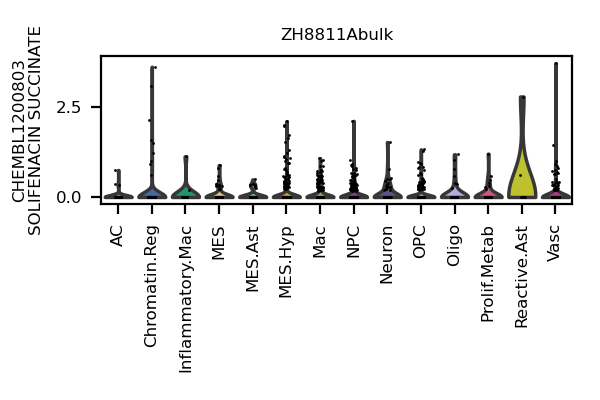 ZH8811Abulk
CHEMBL1200803
SOLIFENACIN SUCCINATE
2.5
0.0
AC
Chromatin.Reg
Inflammatory.Mac
MES
MES.Ast
MES.Hyp
Mac
NPC
Neuron
OPC
Oligo
Prolif.Metab
Reactive.Ast
Vasc